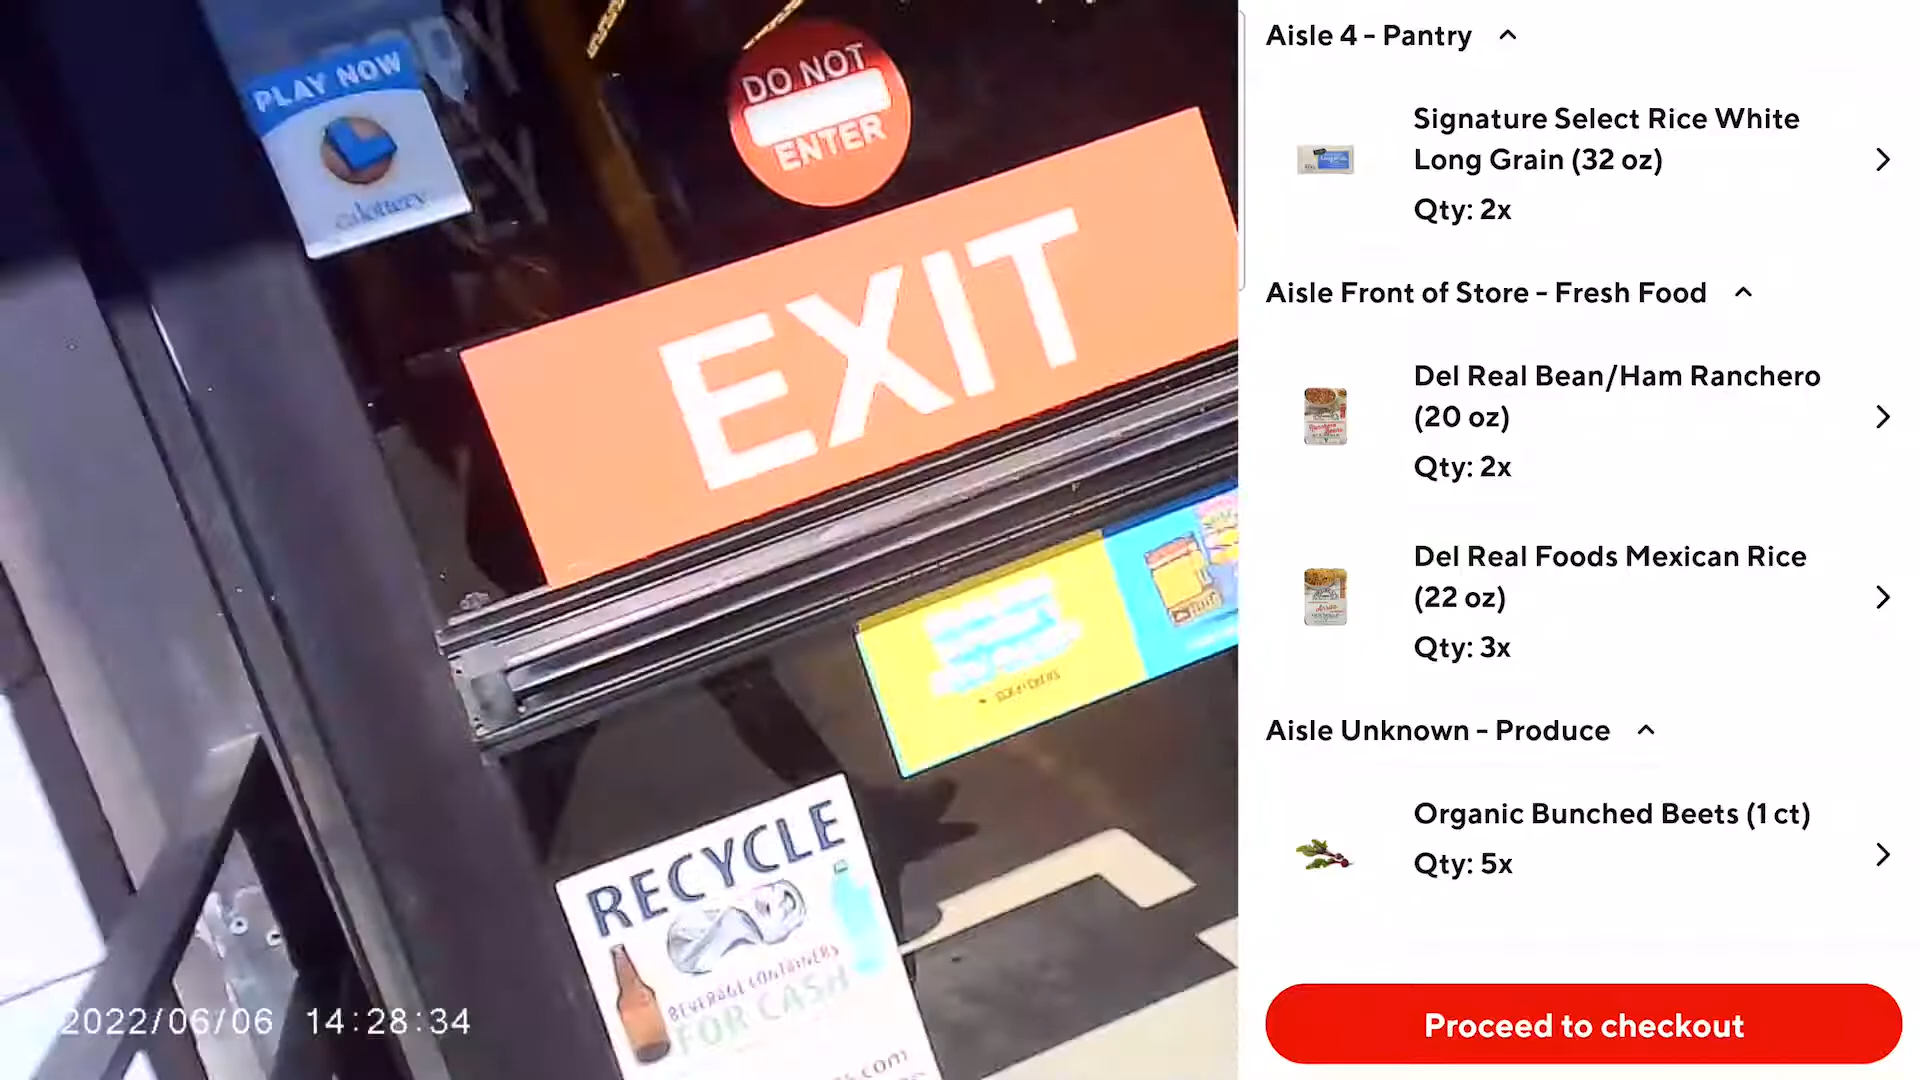 PLAY NOW
calottery
DO NOT
ENTER
EXIT
RECYCLE
BEVERAGE CONTAINERS
FOR CASH
2022/06/06 14:28:34
Aisle 4 - Pantry
Signature Select Rice White
Long Grain (32 oz)
Qty: 2x
Aisle Front of Store - Fresh Food
Del Real Bean/Ham Ranchero
(20 oz)
Qty: 2x
Del Real Foods Mexican Rice
(22 oz)
Qty: 3x
Aisle Unknown - Produce
Organic Bunched Beets (1 ct)
Qty: 5x
Proceed to checkout